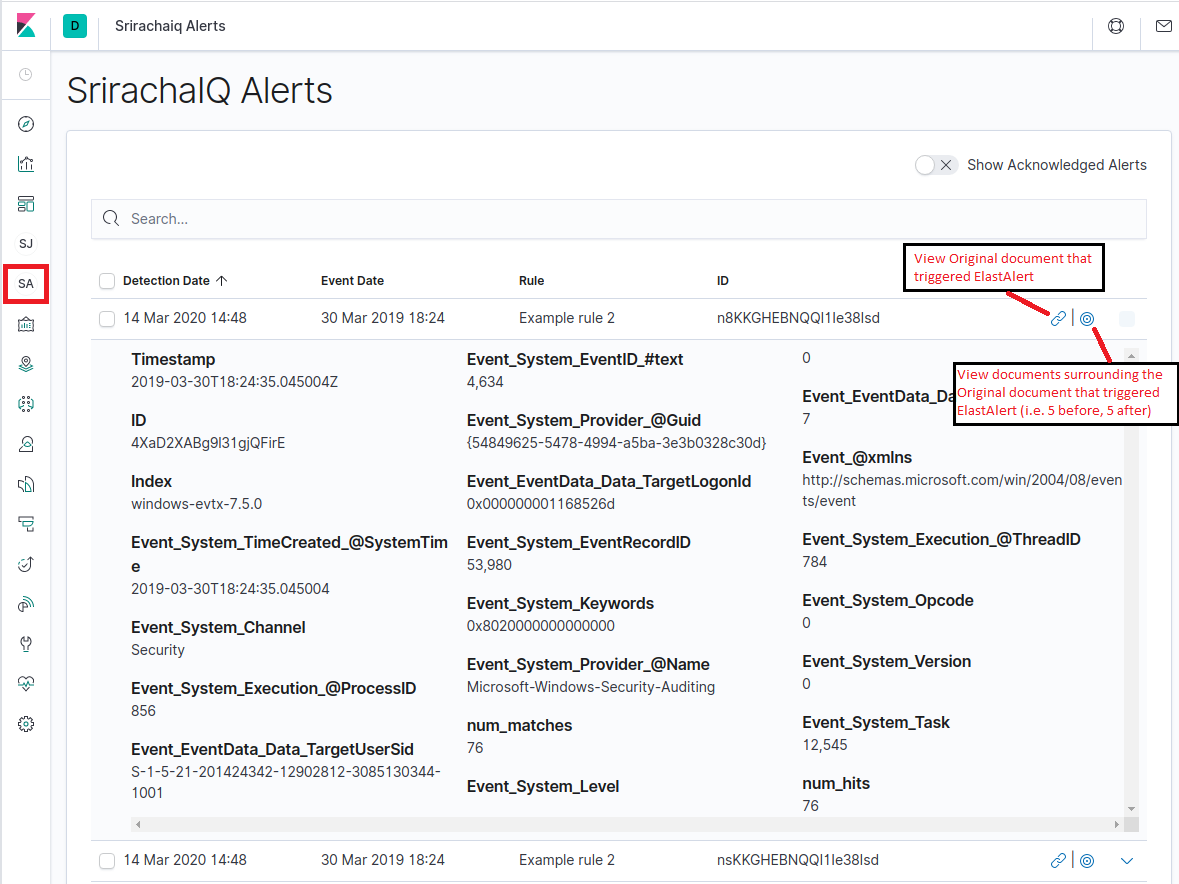 D
Srirachaiq Alerts
SrirachaIQ Alerts
Show Acknowledged Alerts
Search...
SJ
SA
View Original document that
triggered ElastAlert
Detection Date Event Date Rule ID
14 Mar 2020 14:48 30 Mar 2019 18:24 Example rule 2 n8KKGHEBNQQI1Ie38Isd
View documents surrounding the
Original document that triggered
ElastAlert (i.e. 5 before, 5 after)
Timestamp
2019-03-30T18:24:35.045004Z
ID
4XaD2XABg9I31gjQFirE
Index
windows-evtx-7.5.0
Event_System_TimeCreated_@SystemTim
e
2019-03-30T18:24:35.045004
Event_System_Channel
Security
Event_System_Execution_@ProcessID
856
Event_EventData_Data_TargetUserSid
S-1-5-21-201424342-12902812-3085130344-
1001
Event_System_EventID_#text
4,634
Event_System_Provider_@Guid
{54849625-5478-4994-a5ba-3e3b0328c30d}
Event_EventData_Data_TargetLogonId
0x000000001168526d
Event_System_EventRecordID
53,980
Event_System_Keywords
0x8020000000000000
Event_System_Provider_@Name
Microsoft-Windows-Security-Auditing
num_matches
76
Event_System_Level
0
Event_EventData_Da
7
Event_@xmlns
http://schemas.microsoft.com/win/2004/08/even
ts/event
Event_System_Execution_@ThreadID
784
Event_System_Opcode
0
Event_System_Version
0
Event_System_Task
12,545
num_hits
76
14 Mar 2020 14:48 30 Mar 2019 18:24 Example rule 2 nsKKGHEBNQQI1Ie38Isd